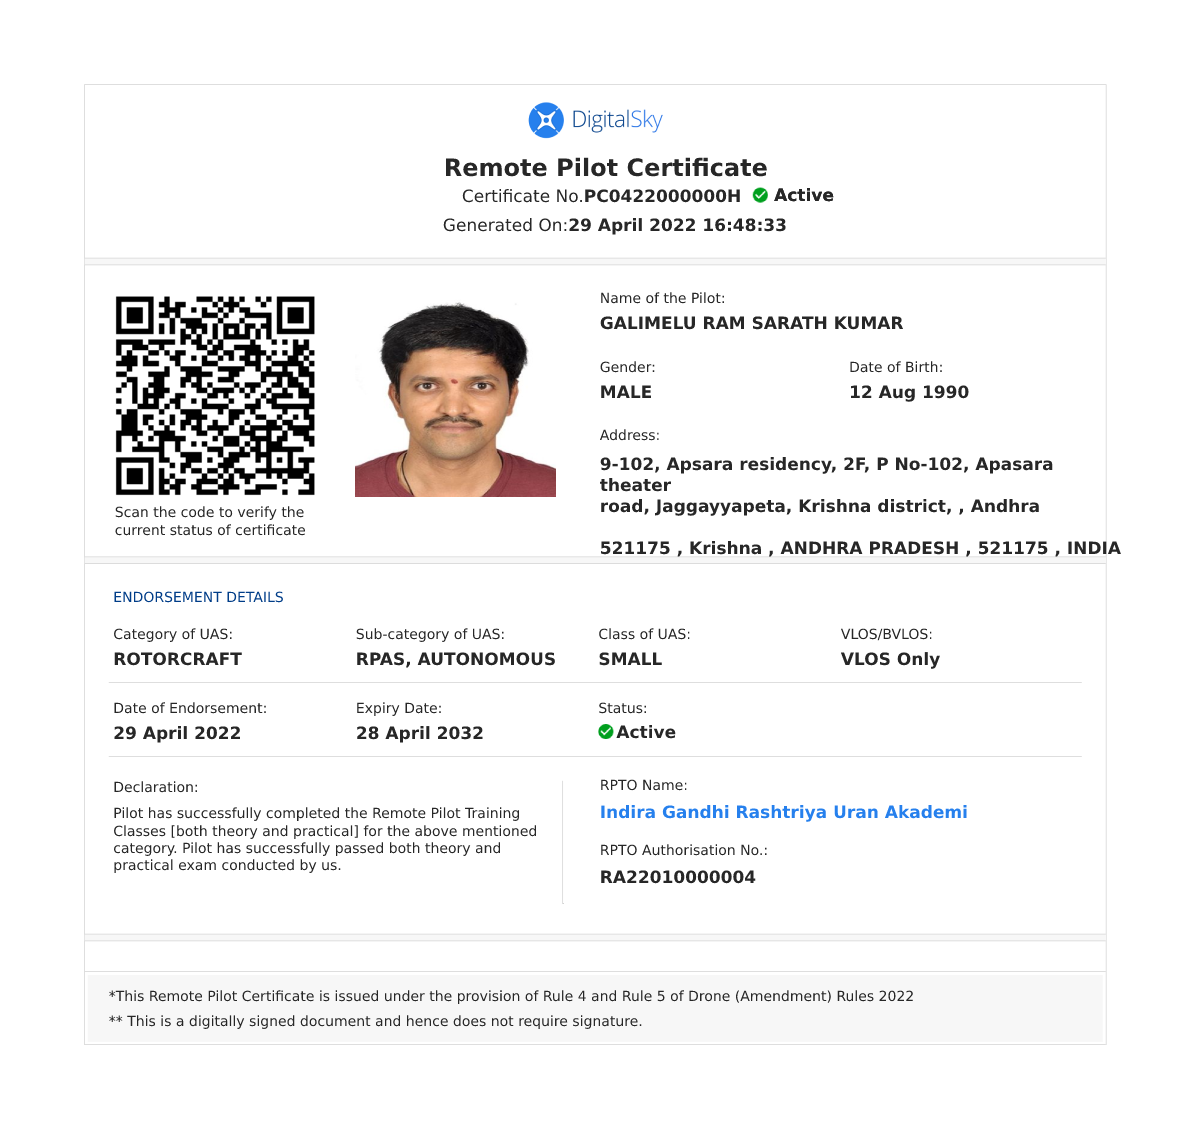 DigitalSky
Remote Pilot Certificate
Certificate No.PC0422000000H Active
Generated On:29 April 2022 16:48:33
Scan the code to verify the
current status of certificate
Name of the Pilot:
GALIMELU RAM SARATH KUMAR
Gender: Date of Birth:
MALE 12 Aug 1990
Address:
9-102, Apsara residency, 2F, P No-102, Apasara
theater
road, Jaggayyapeta, Krishna district, , Andhra
521175 , Krishna , ANDHRA PRADESH , 521175 , INDIA
ENDORSEMENT DETAILS
Category of UAS: Sub-category of UAS: Class of UAS: VLOS/BVLOS:
ROTORCRAFT RPAS, AUTONOMOUS SMALL VLOS Only
Date of Endorsement: Expiry Date: Status:
29 April 2022 28 April 2032 Active
Declaration:
Pilot has successfully completed the Remote Pilot Training
Classes [both theory and practical] for the above mentioned
category. Pilot has successfully passed both theory and
practical exam conducted by us.
RPTO Name:
Indira Gandhi Rashtriya Uran Akademi
RPTO Authorisation No.:
RA22010000004
*This Remote Pilot Certificate is issued under the provision of Rule 4 and Rule 5 of Drone (Amendment) Rules 2022
** This is a digitally signed document and hence does not require signature.